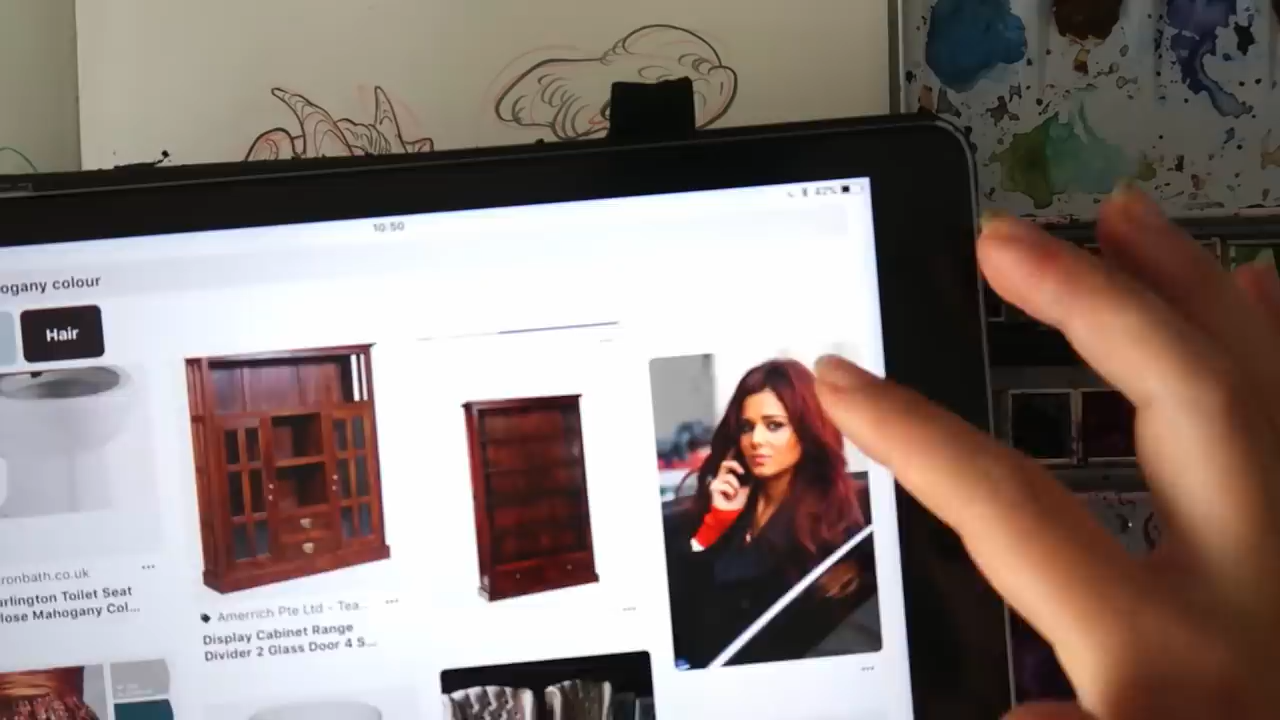 42%
10:50
ogany colour
Hair
ronbath.co.uk
arlington Toilet Seat
lose Mahogany Col...
Amerrich Pte Ltd - Tea...
Display Cabinet Range
Divider 2 Glass Door 4 S...